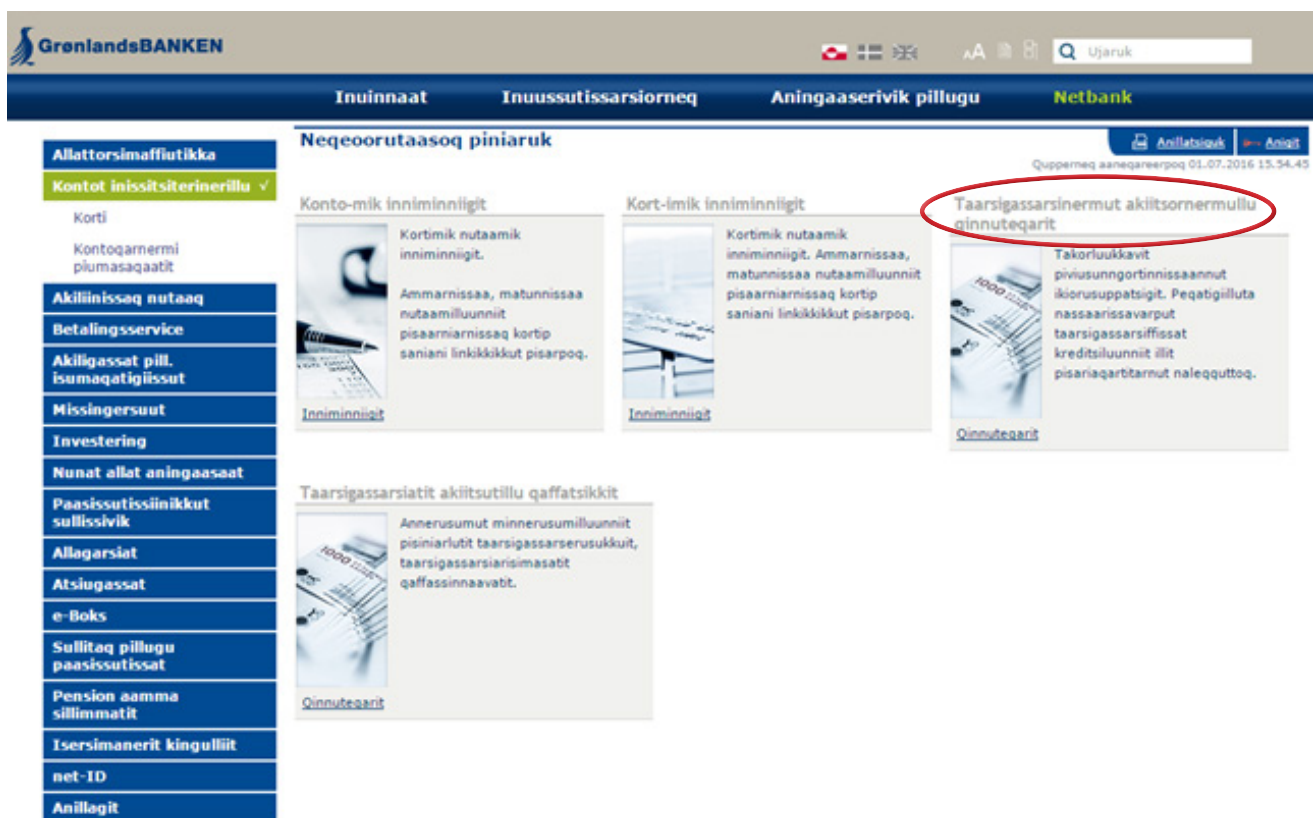 GrønlandsBANKEN
AA
Ujaruk
Inuinnaat
Inuussutissarsiorneq
Aningaaserivik pillugu
Netbank
Allattorsimaffiutikka
Kontot inissitsiterinerillu √
Korti
Kontoqarnermi
piumasaqaatit
Akiliinissaq nutaaq
Betalingsservice
Akiligassat pill.
isumaqatigiissut
Missingersuut
Investering
Nunat allat aningaasaat
Paasissutissiinikkut
sullissivik
Allagarsiat
Atsiugassat
e-Boks
Sullitaq pillugu
paasissutissat
Pension aamma
sillimmatit
Isersimanerit kingulliit
net-ID
Anillagit
Neqeoorutaasoq piniaruk
Anillatsiguk
Anigit
Qupperneq aaneqareerpoq 01.07.2016 15.54.45
Konto-mik inniminniigit
Kortimik nutaamik
inniminniigit.
Ammarnissaa, matunnissaa
nutaamilluunniit
pisaarniarnissaq kortip
saniani linkikkikkut pisarpoq.
Inniminniigit
Kort-imik inniminniigit
Kortimik nutaamik
inniminniigit. Ammarnissaa,
matunnissaa nutaamilluunniit
pisaarniarnissaq kortip
saniani linkikkikkut pisarpoq.
Inniminniigit
Taarsigassarsinermut akiitsornermullu
qinnuteqarit
Takorluukkavit
piviusunngortinnissaannut
ikiorusuppatsigit. Peqatigiilluta
nassaarissavarput
taarsigassarsiffissat
kreditsiluunniit illit
pisariaqartitarnut naleqquttoq.
Qinnuteqarit
Taarsigassarsiatit akiitsutillu qaffatsikkit
Annerusumut minnerusumilluunniit
pisiniarlutit taarsigassarserusukkuit,
taarsigassarsiarisimasatit
qaffassinnaavatit.
Qinnuteqarit
1000
1000